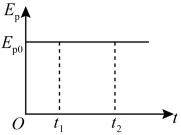 Eₚ
Eₚ₀
O t₁ t₂ t